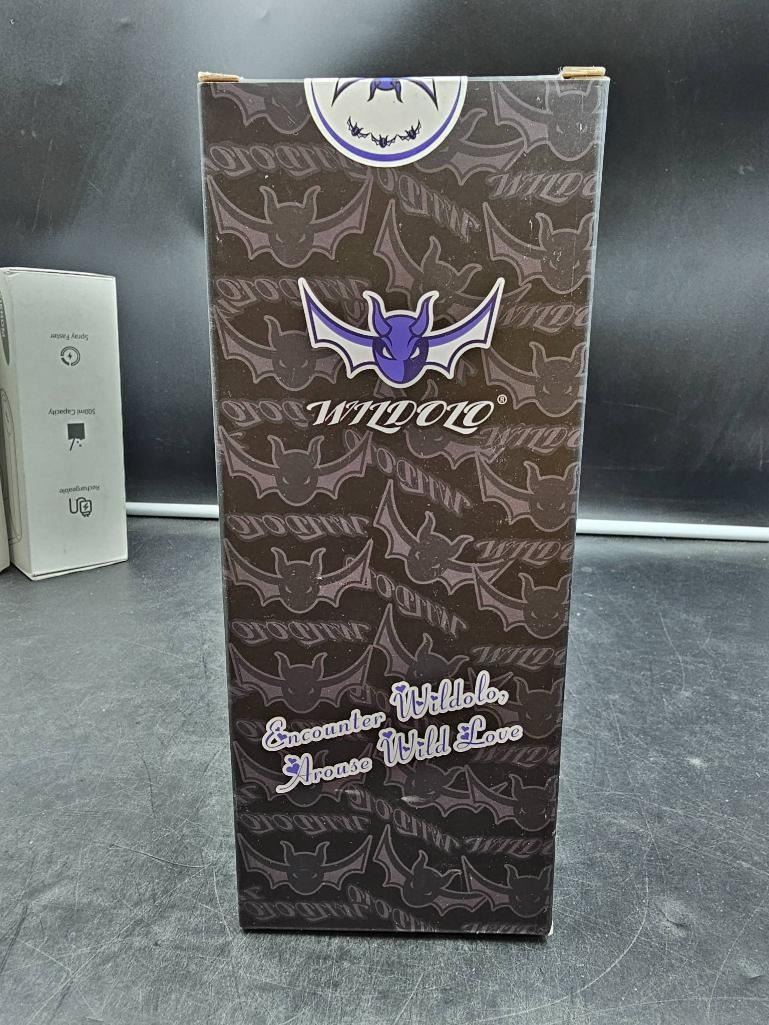 WILDOLO®
Encounter Wildolo,
Arouse Wild Love
Spray Faster
500ml Capacity
Rechargeable